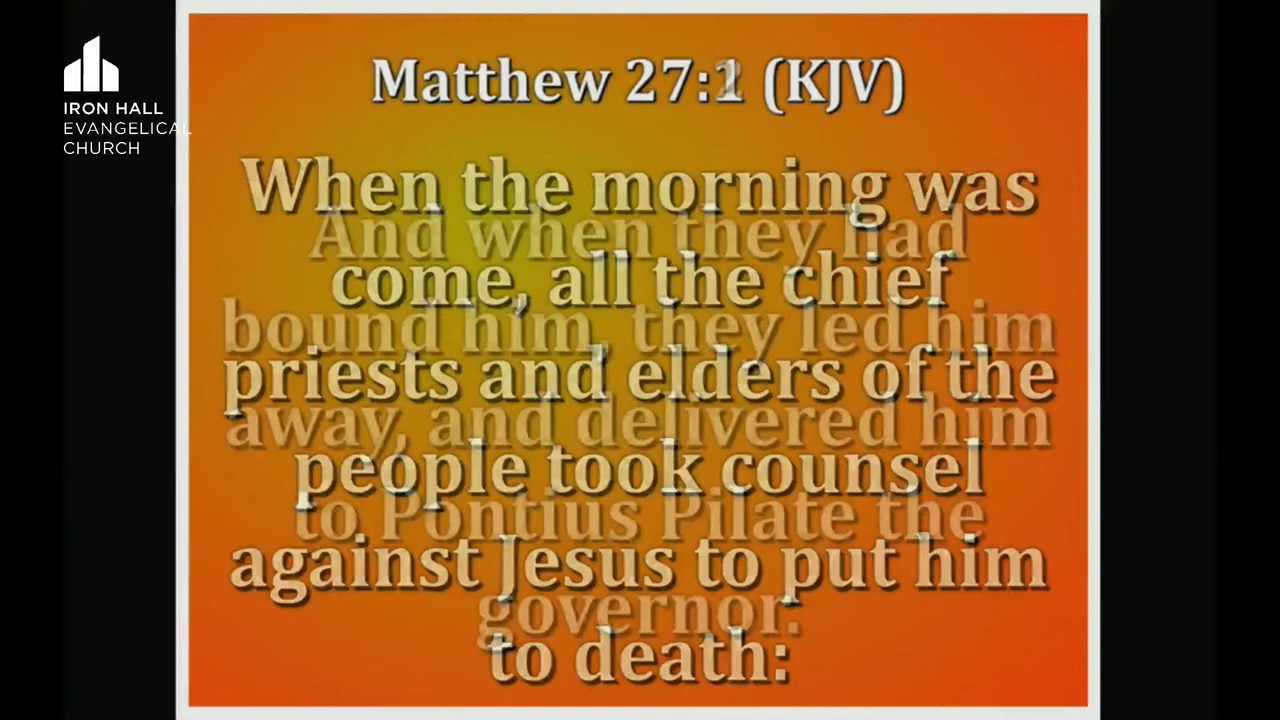 IRON HALL
EVANGELICAL
CHURCH
Matthew 27:1 (KJV)
When the morning was
come, all the chief
priests and elders of the
people took counsel
against Jesus to put him
to death:
And when they had
bound him, they led him
away, and delivered him
to Pontius Pilate the
governor.